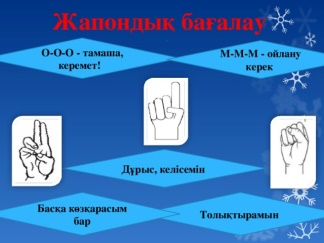 Жапондық бағалау
О-О-О - тамаша,
керемет!
М-М-М - ойлану
керек
Дұрыс, келісемін
Басқа көзқарасым
бар
Толықтырамын